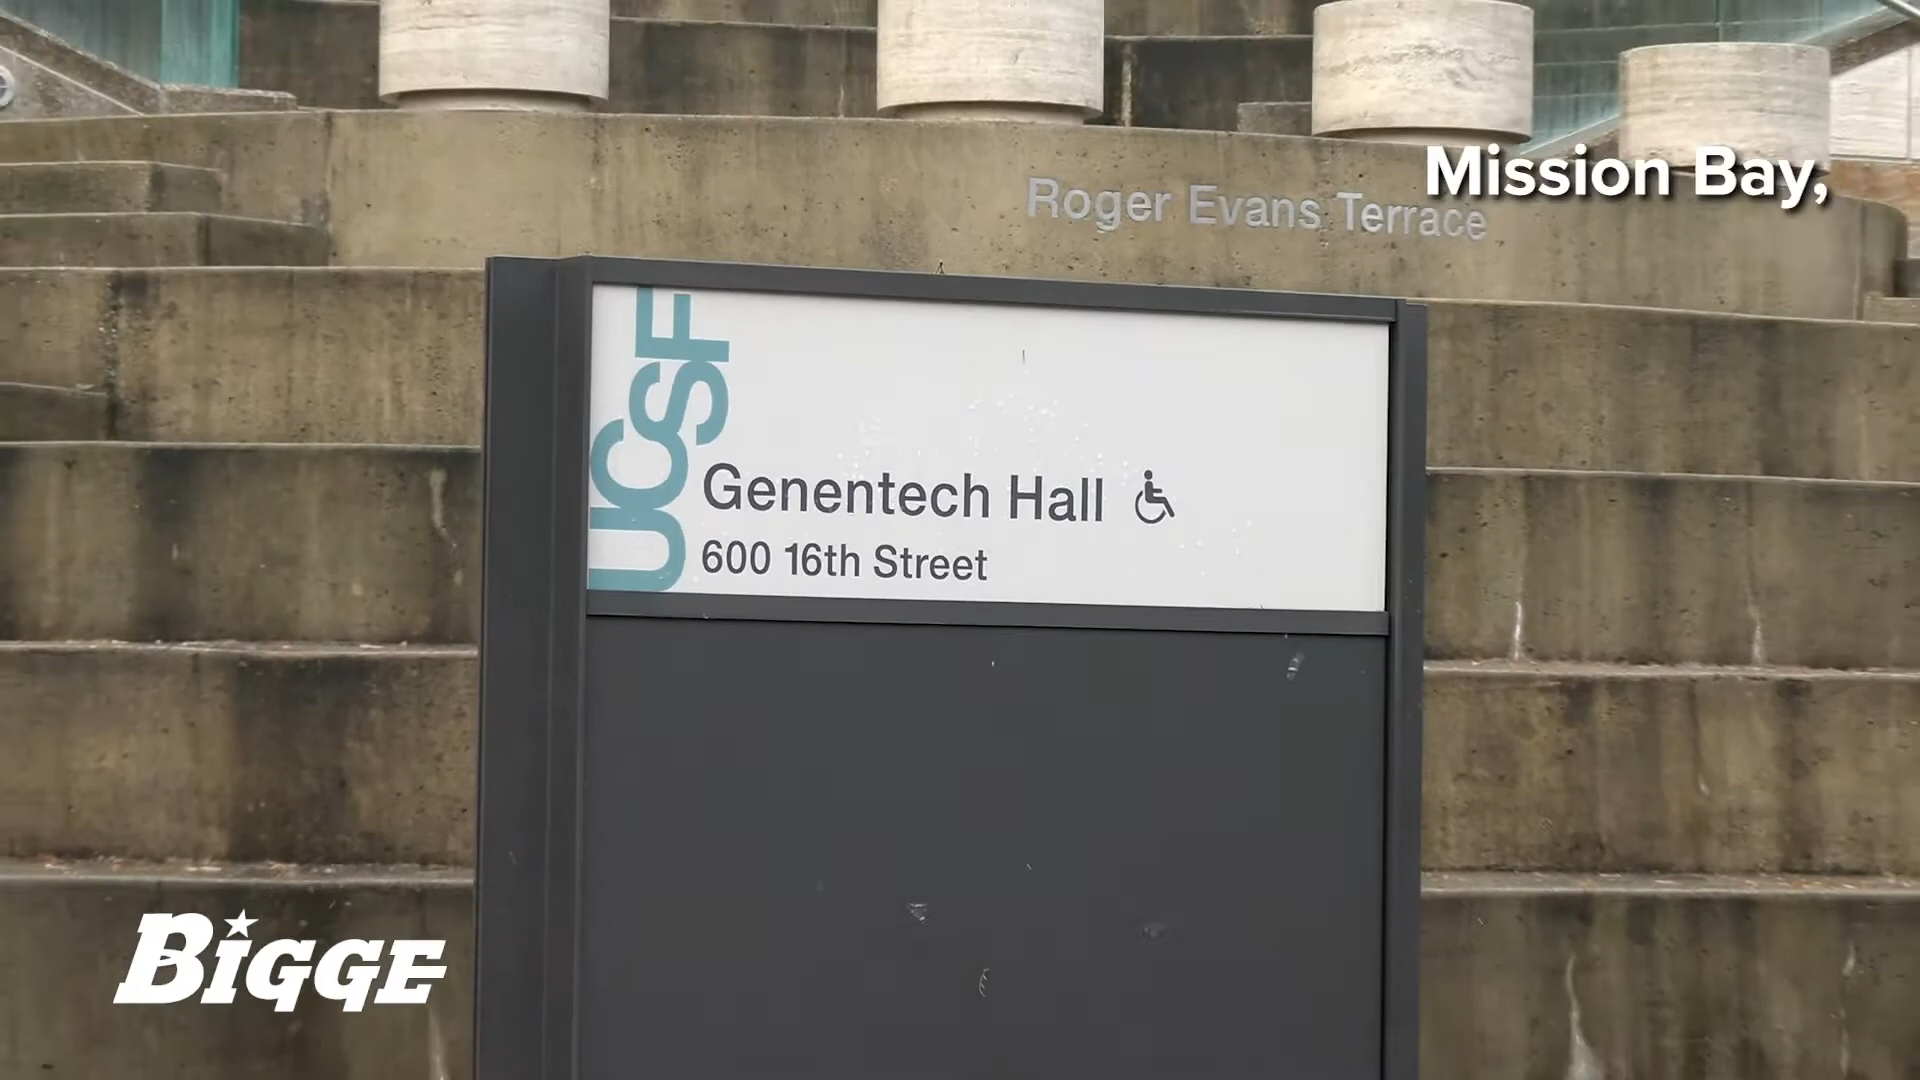 Mission Bay,
Roger Evans Terrace
UCSF
Genentech Hall
600 16th Street
BIGGE